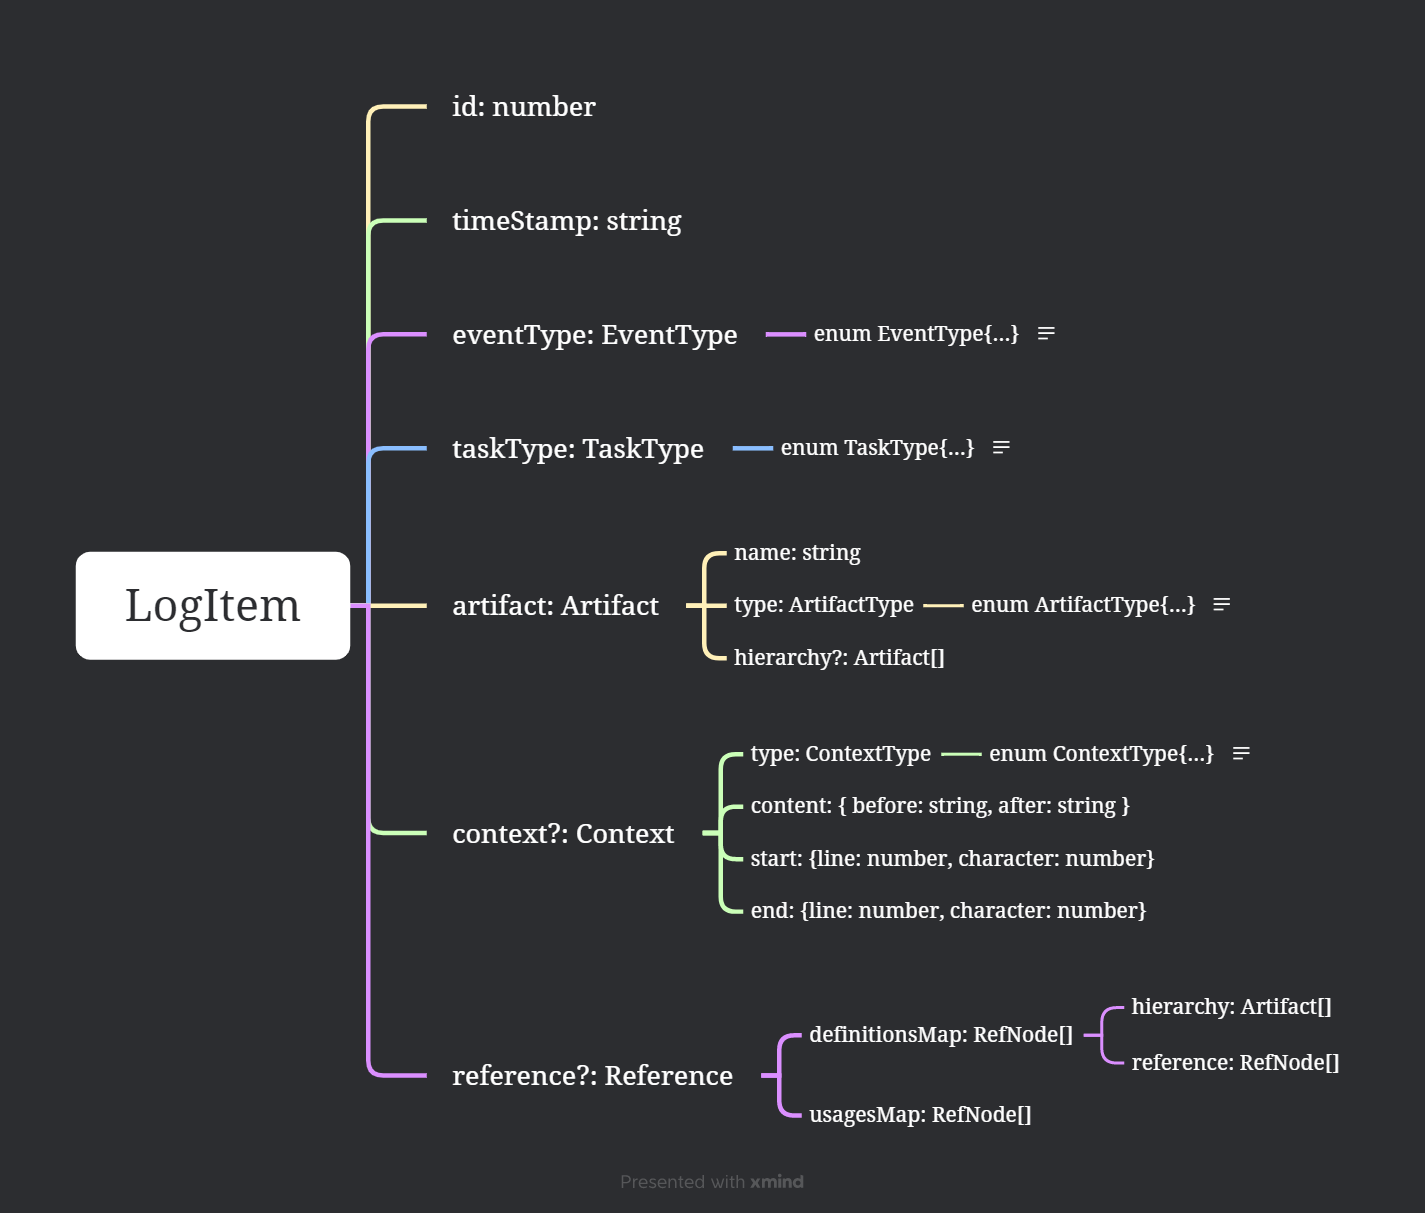 id: number
timeStamp: string
eventType: EventType
enum EventType{...}
taskType: TaskType
enum TaskType{...}
LogItem
artifact: Artifact
name: string
type: ArtifactType
enum ArtifactType{...}
hierarchy?: Artifact[]
context?: Context
type: ContextType
enum ContextType{...}
content: { before: string, after: string }
start: {line: number, character: number}
end: {line: number, character: number}
reference?: Reference
definitionsMap: RefNode[]
hierarchy: Artifact[]
reference: RefNode[]
usagesMap: RefNode[]
Presented with xmind